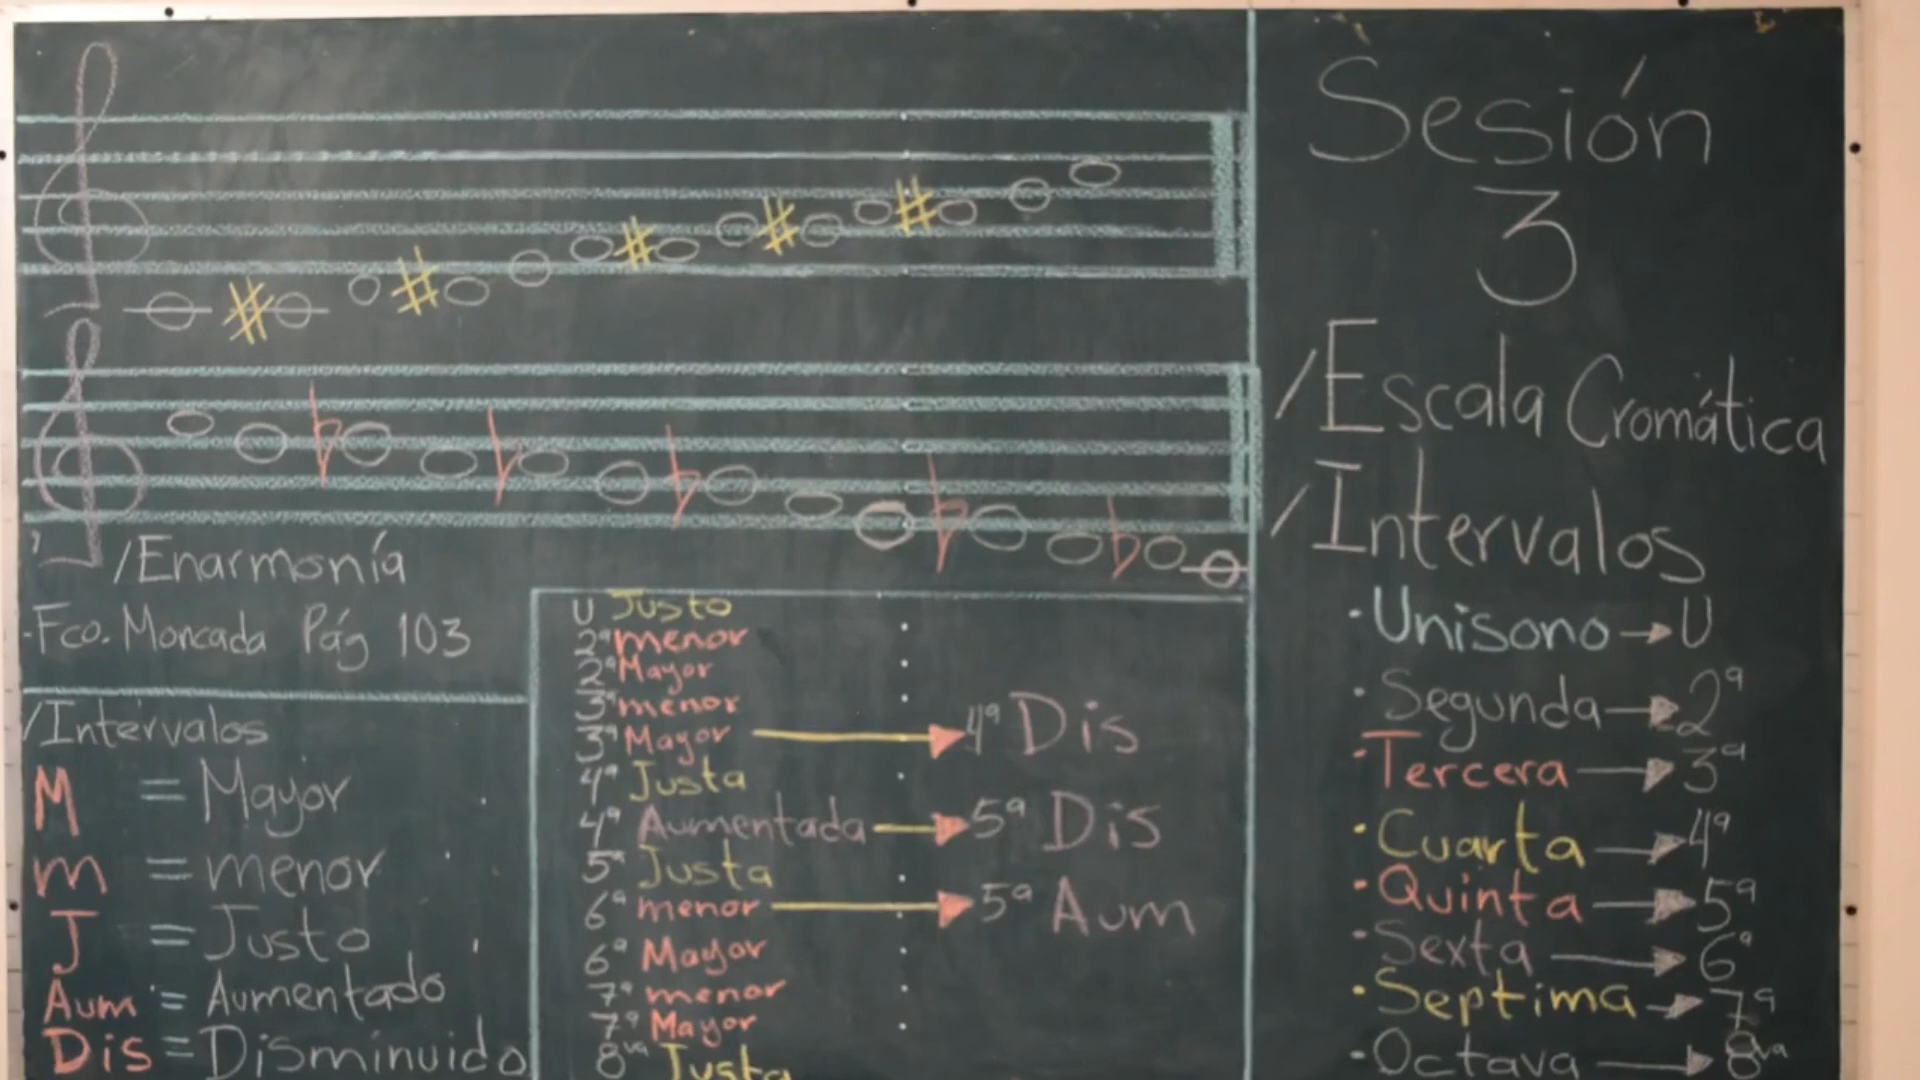 Sesión
3
/Escala Cromática
/Intervalos
·Unisono → U
·Segunda → 2ª
·Tercera → 3ª
·Cuarta → 4ª
·Quinta → 5ª
·Sexta → 6ª
·Septima → 7ª
·Octava → 8va
/Enarmonía
-Fco. Moncada Pág 103
/Intervalos
M = Mayor
m = menor
J = Justo
Aum = Aumentado
Dis = Disminuido
U Justo
2ª menor
2ª Mayor
3ª menor
3ª Mayor → 4ª Dis
4ª Justa
4ª Aumentada → 5ª Dis
5ª Justa
6ª menor → 5ª Aum
6ª Mayor
7ª menor
7ª Mayor
8va Justa